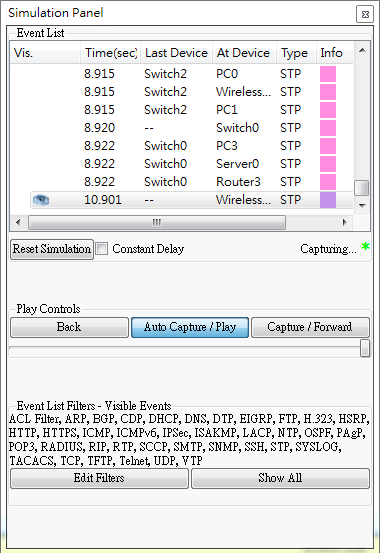 Simulation Panel
Event List
Vis. Time(sec) Last Device At Device Type Info
8.915 Switch2 PC0 STP
8.915 Switch2 Wireless... STP
8.915 Switch2 PC1 STP
8.920 -- Switch0 STP
8.922 Switch0 PC3 STP
8.922 Switch0 Server0 STP
8.922 Switch0 Router3 STP
10.901 -- Wireless... STP
Reset Simulation Constant Delay Capturing... *
Play Controls
Back Auto Capture / Play Capture / Forward
Event List Filters - Visible Events
ACL Filter, ARP, BGP, CDP, DHCP, DNS, DTP, EIGRP, FTP, H.323, HSRP,
HTTP, HTTPS, ICMP, ICMPv6, IPSec, ISAKMP, LACP, NTP, OSPF, PAgP,
POP3, RADIUS, RIP, RTP, SCCP, SMTP, SNMP, SSH, STP, SYSLOG,
TACACS, TCP, TFTP, Telnet, UDP, VTP
Edit Filters Show All